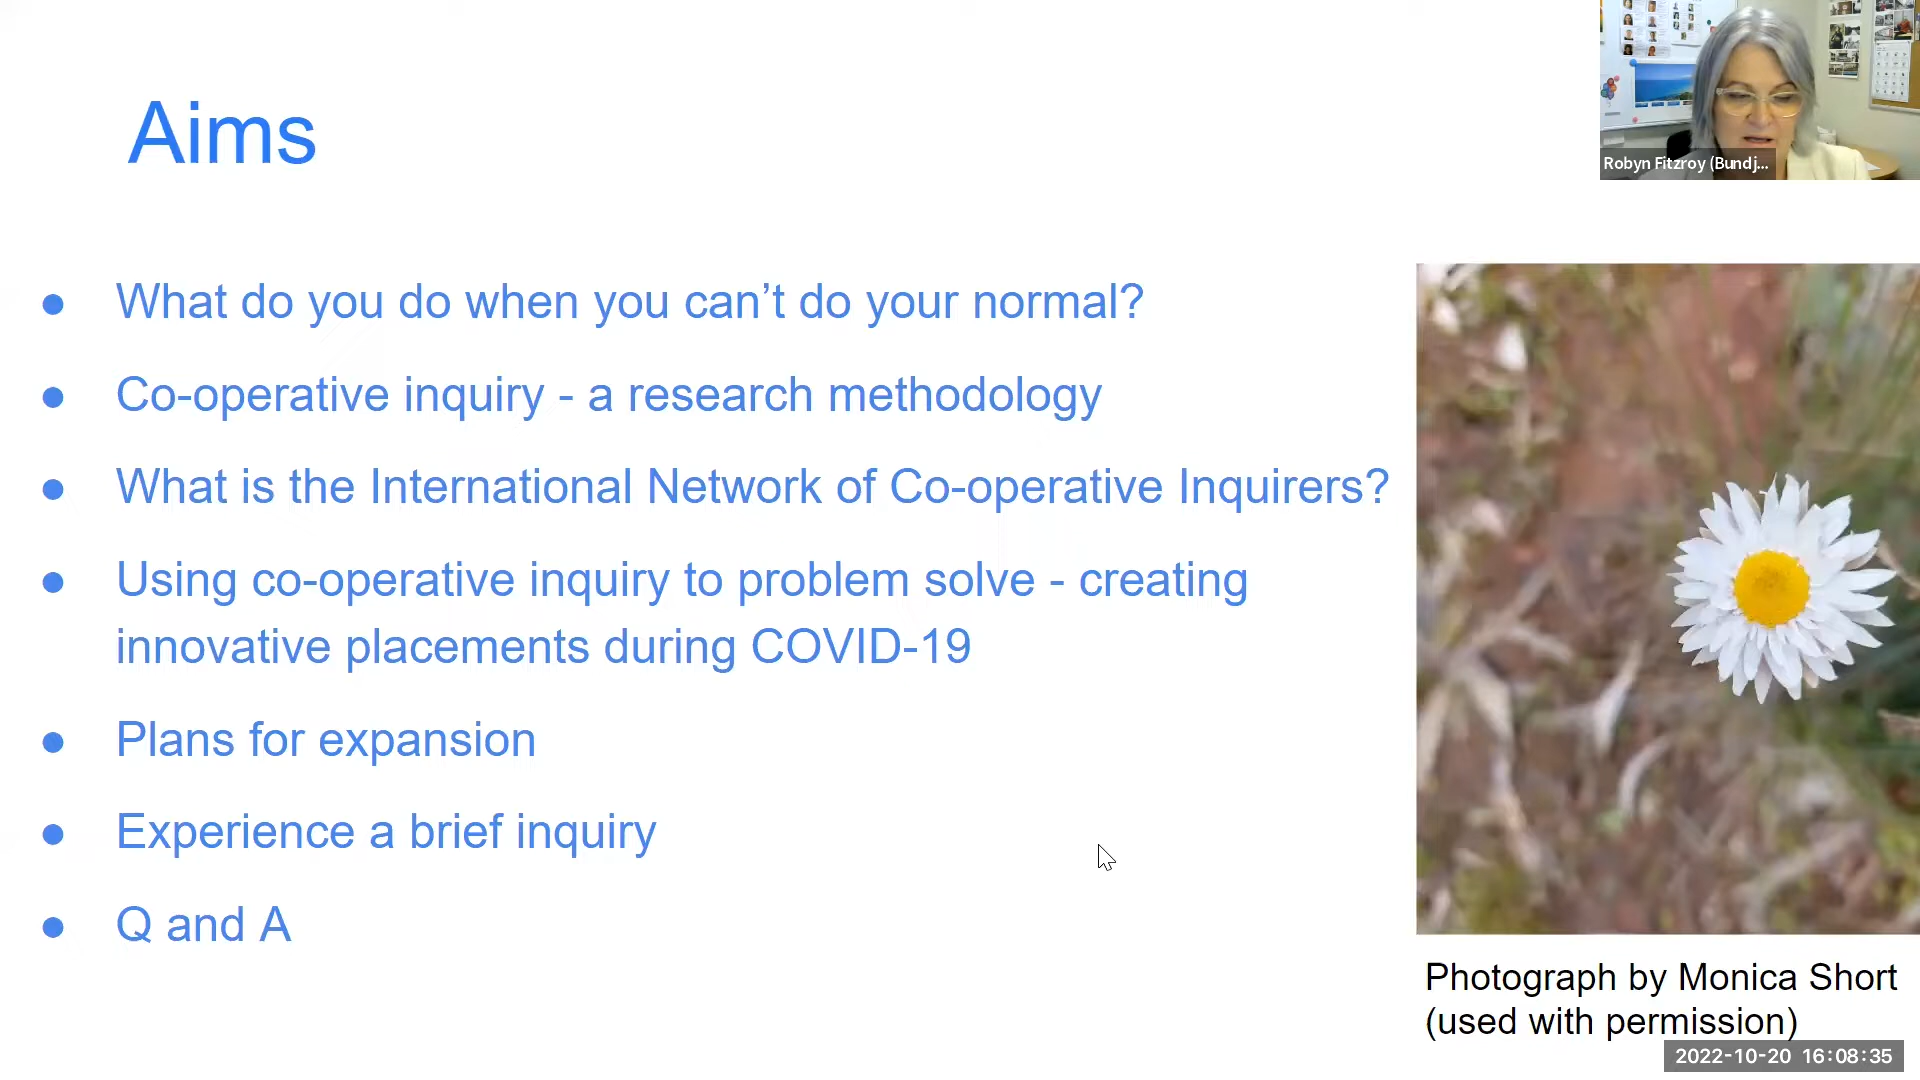 Aims
Robyn Fitzroy (Bundj...
● What do you do when you can’t do your normal?
● Co-operative inquiry - a research methodology
● What is the International Network of Co-operative Inquirers?
● Using co-operative inquiry to problem solve - creating
innovative placements during COVID-19
● Plans for expansion
● Experience a brief inquiry
● Q and A
Photograph by Monica Short
(used with permission)
2022-10-20 16:08:35